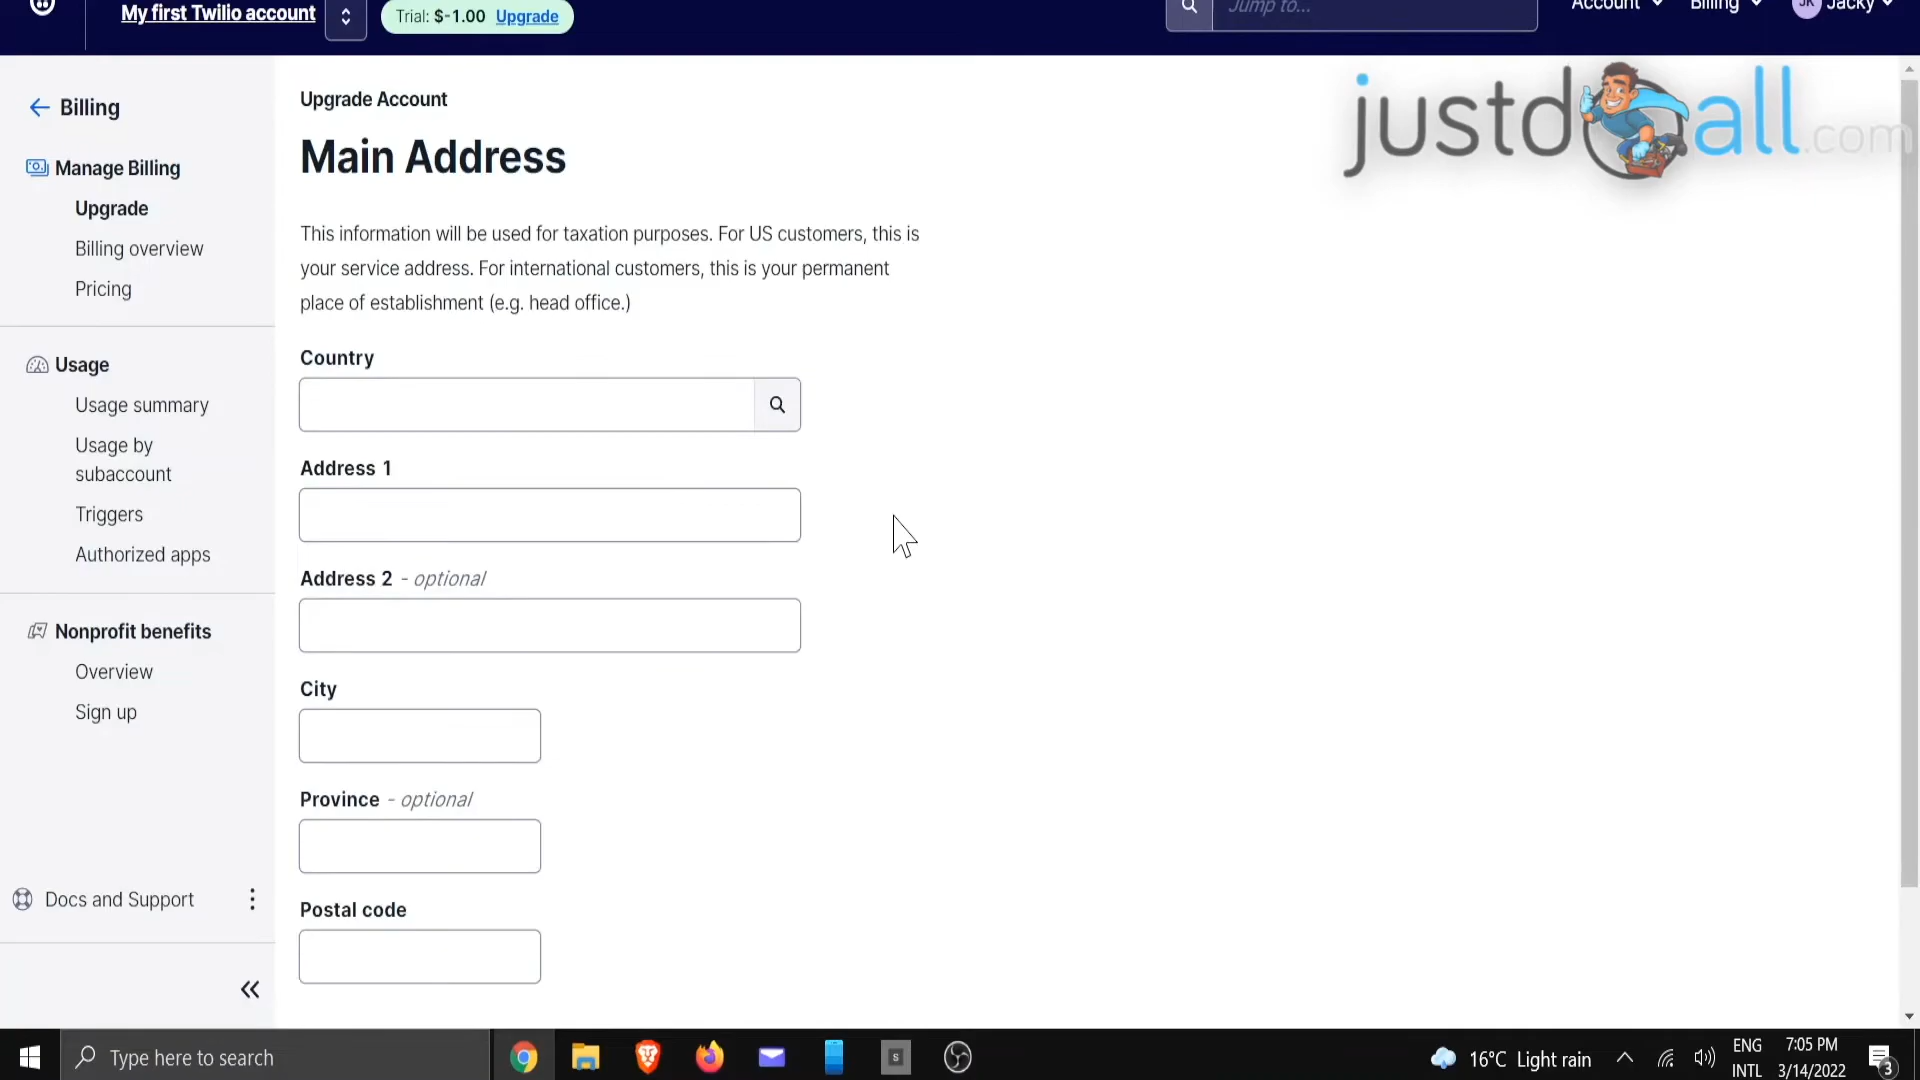 My first Twilio account
Trial: $-1.00 Upgrade
Jump to...
Account
Billing
JK Jacky
justdoall.com
Billing
Manage Billing
Upgrade
Billing overview
Pricing
Usage
Usage summary
Usage by
subaccount
Triggers
Authorized apps
Nonprofit benefits
Overview
Sign up
Docs and Support
Upgrade Account
Main Address
This information will be used for taxation purposes. For US customers, this is
your service address. For international customers, this is your permanent
place of establishment (e.g. head office.)
Country
Address 1
Address 2 - optional
City
Province - optional
Postal code
Type here to search
S
16°C Light rain
ENG
INTL
7:05 PM
3/14/2022
3